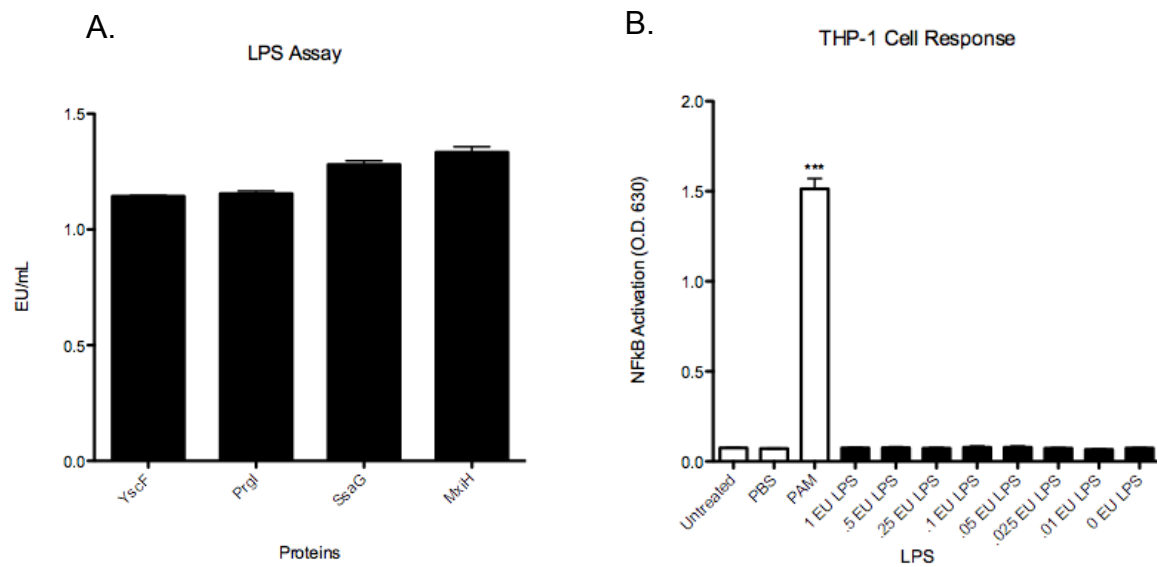 A.
LPS Assay
EU/mL
1.5
1.0
0.5
0.0
YscF
PrgI
SsaG
MxiH
Proteins
B.
THP-1 Cell Response
NFkB Activation (O.D. 630)
2.0
1.5
1.0
0.5
0.0
***
Untreated
PBS
PAM
1 EU LPS
.5 EU LPS
.25 EU LPS
.1 EU LPS
.05 EU LPS
.025 EU LPS
.01 EU LPS
0 EU LPS
LPS